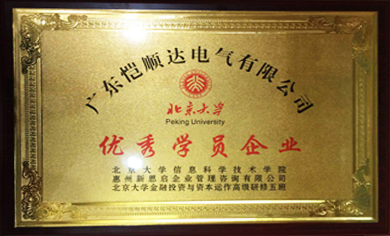 广东恺顺达电气有限公司
北京大学
Peking University
优秀学员企业
北京大学信息科学技术学院
惠州新思启企业管理咨询有限公司
北京大学金融投资与资本运作高级研修五班